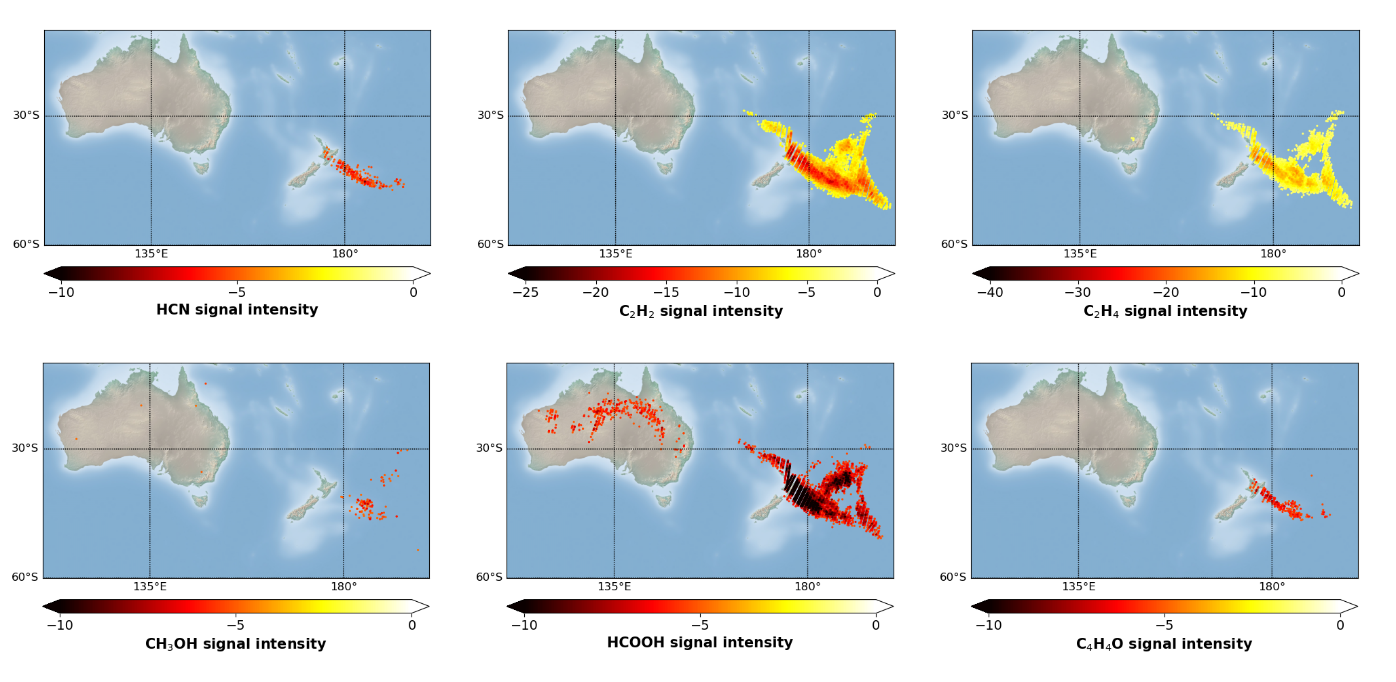 30°S
60°S
135°E 180°
−10 −5 0
HCN signal intensity
135°E 180°
−25 −20 −15 −10 −5 0
C₂H₂ signal intensity
135°E 180°
−40 −30 −20 −10 0
C₂H₄ signal intensity
30°S
60°S
135°E 180°
−10 −5 0
CH₃OH signal intensity
30°S
60°S
135°E 180°
−10 −5 0
HCOOH signal intensity
30°S
60°S
135°E 180°
−10 −5 0
C₄H₄O signal intensity